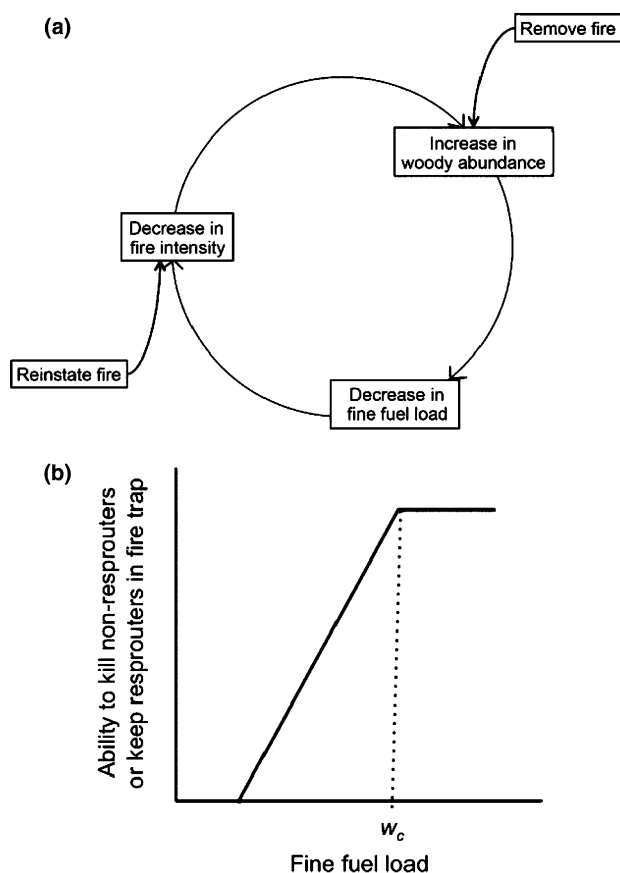 (a)
Remove fire
Increase in
woody abundance
Decrease in
fire intensity
Reinstate fire
Decrease in
fine fuel load
(b)
Ability to kill non-resprouters
or keep resprouters in fire trap
wc
Fine fuel load